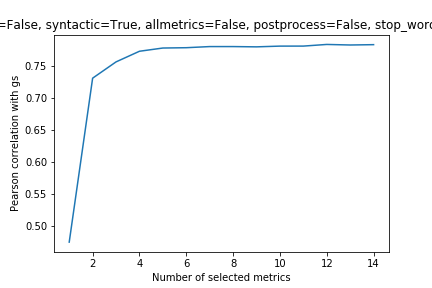 =False, syntactic=True, allmetrics=False, postprocess=False, stop_word
Pearson correlation with gs
0.75
0.70
0.65
0.60
0.55
0.50
2 4 6 8 10 12 14
Number of selected metrics